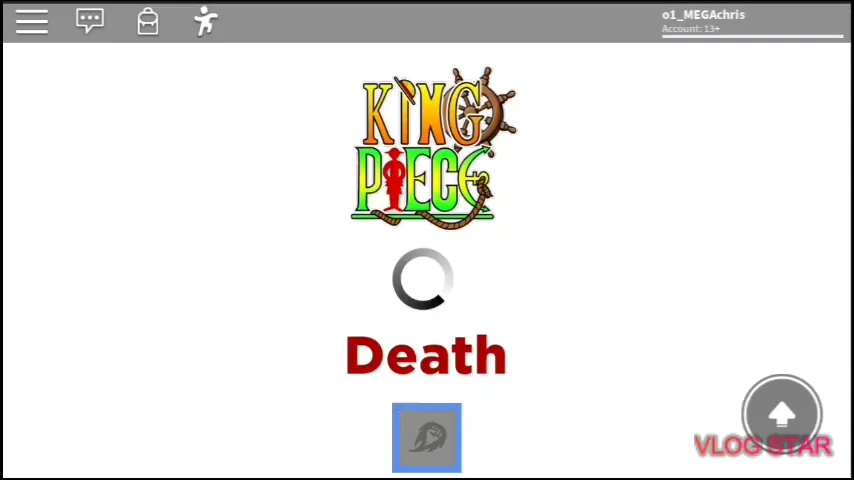 o1_MEGAchris
Account: 13+
KING
PIECE
Death
VLOG STAR